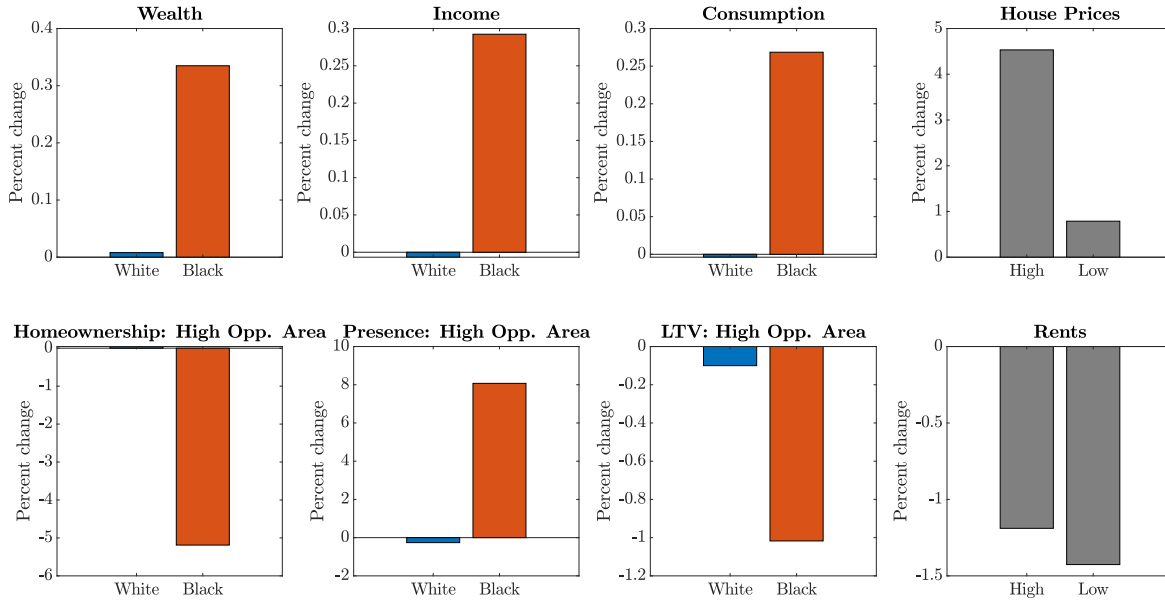 Wealth
Percent change
0.4
0.3
0.2
0.1
0
White Black
Income
Percent change
0.3
0.25
0.2
0.15
0.1
0.05
0
White Black
Consumption
Percent change
0.3
0.25
0.2
0.15
0.1
0.05
0
White Black
House Prices
Percent change
5
4
3
2
1
0
High Low
Homeownership: High Opp. Area
Percent change
0
-1
-2
-3
-4
-5
-6
White Black
Presence: High Opp. Area
Percent change
10
8
6
4
2
0
-2
White Black
LTV: High Opp. Area
Percent change
0
-0.2
-0.4
-0.6
-0.8
-1
-1.2
White Black
Rents
Percent change
0
-0.5
-1
-1.5
High Low